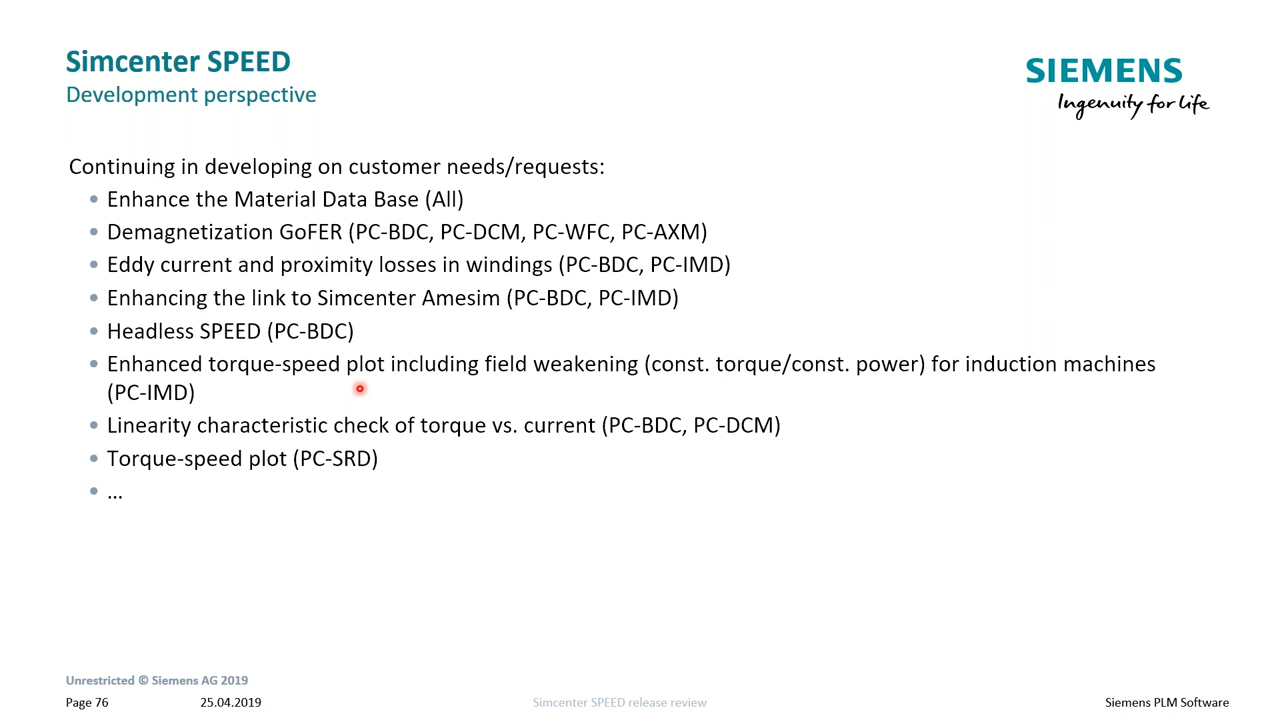 Simcenter SPEED
Development perspective
SIEMENS
Ingenuity for life
Continuing in developing on customer needs/requests:
• Enhance the Material Data Base (All)
• Demagnetization GoFER (PC-BDC, PC-DCM, PC-WFC, PC-AXM)
• Eddy current and proximity losses in windings (PC-BDC, PC-IMD)
• Enhancing the link to Simcenter Amesim (PC-BDC, PC-IMD)
• Headless SPEED (PC-BDC)
• Enhanced torque-speed plot including field weakening (const. torque/const. power) for induction machines
(PC-IMD)
• Linearity characteristic check of torque vs. current (PC-BDC, PC-DCM)
• Torque-speed plot (PC-SRD)
• ...
Unrestricted © Siemens AG 2019
Page 76 25.04.2019 Simcenter SPEED release review Siemens PLM Software